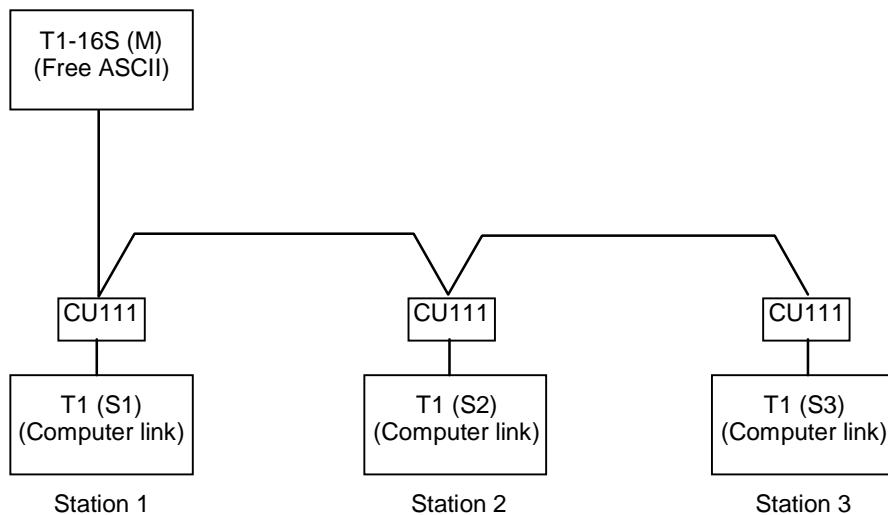 T1-16S (M)
(Free ASCII)
CU111
CU111
CU111
T1 (S1)
(Computer link)
T1 (S2)
(Computer link)
T1 (S3)
(Computer link)
Station 1
Station 2
Station 3